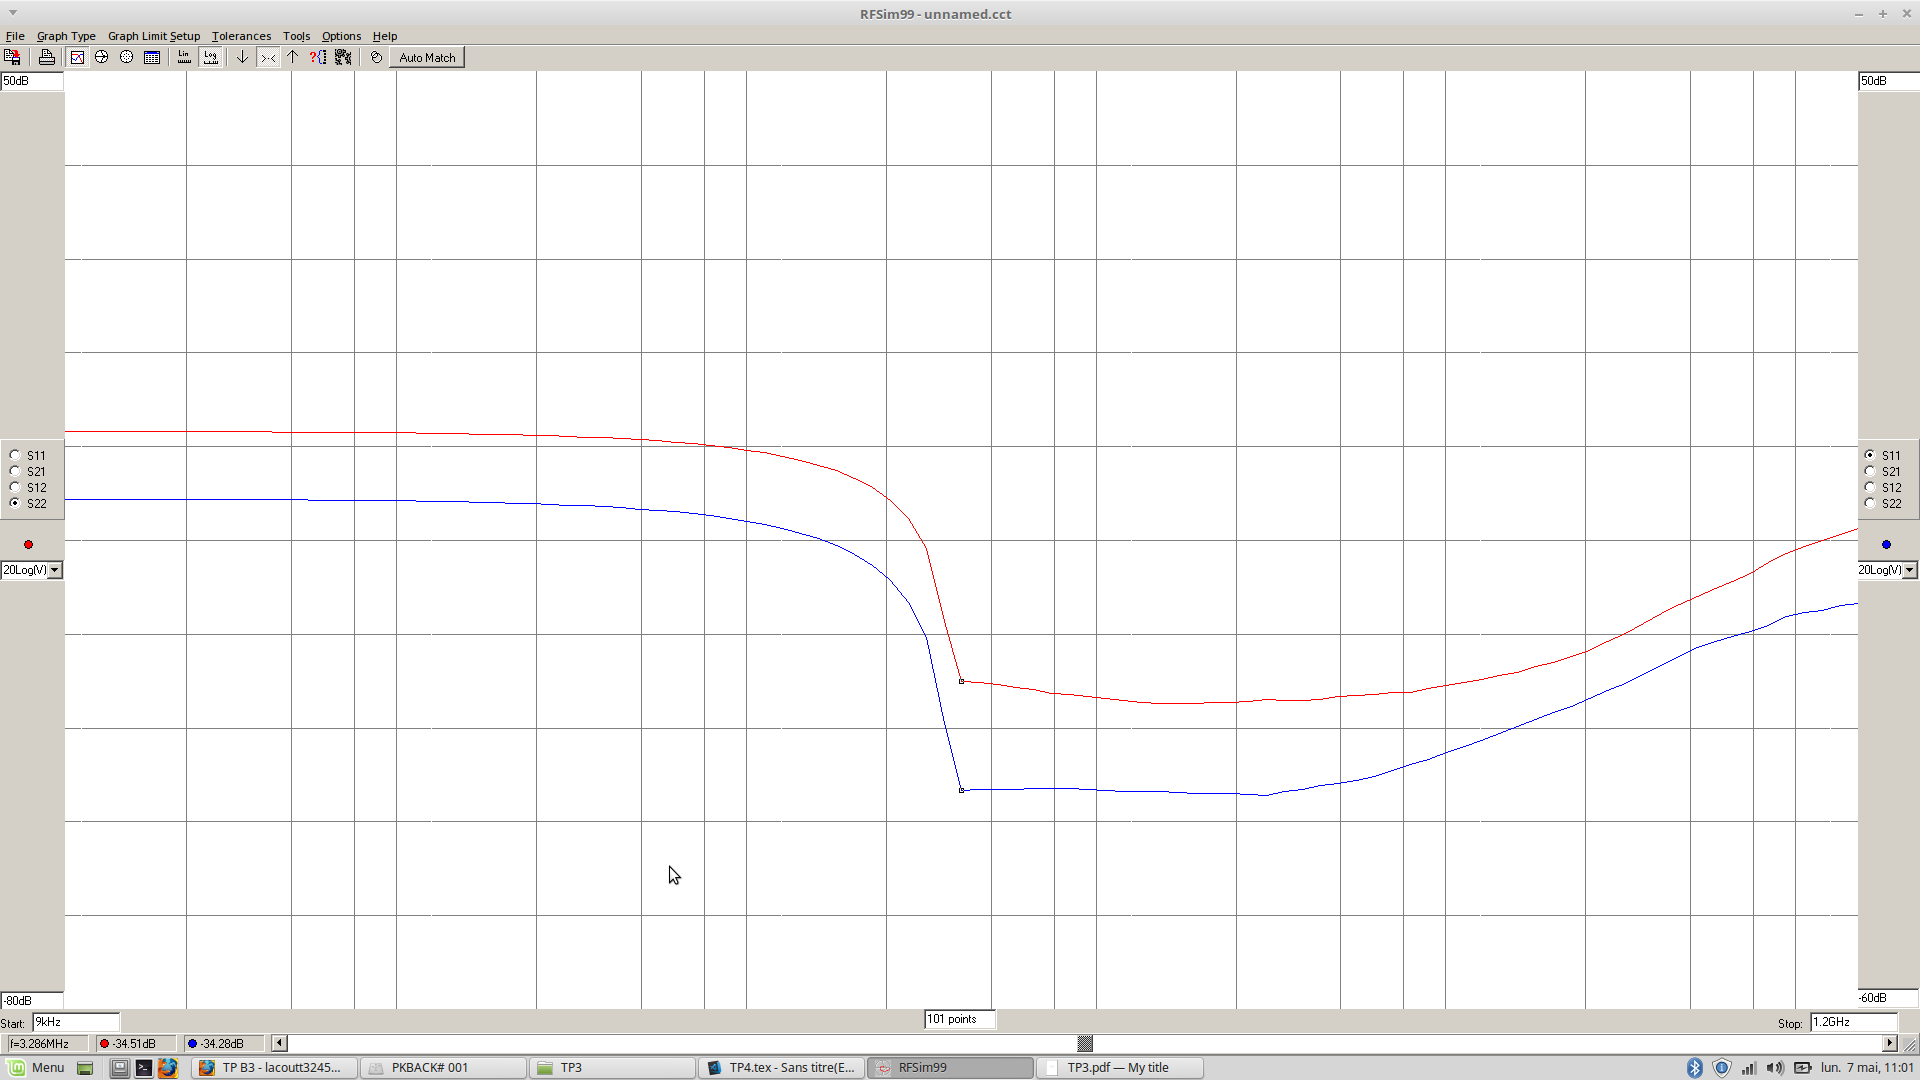 RFSim99 - unnamed.cct
File Graph Type Graph Limit Setup Tolerances Tools Options Help
Lin Log Auto Match
50dB 50dB
S11 S11
S21 S21
S12 S12
S22 S22
20Log(V) 20Log(V)
-80dB -60dB
Start: 9kHz 101 points Stop: 1.2GHz
f=3.286MHz -34.51dB -34.28dB
Menu TP B3 - lacoutt3245... PKBACK# 001 TP3 TP4.tex - Sans titre(E... RFSim99 TP3.pdf — My title lun. 7 mai, 11:01